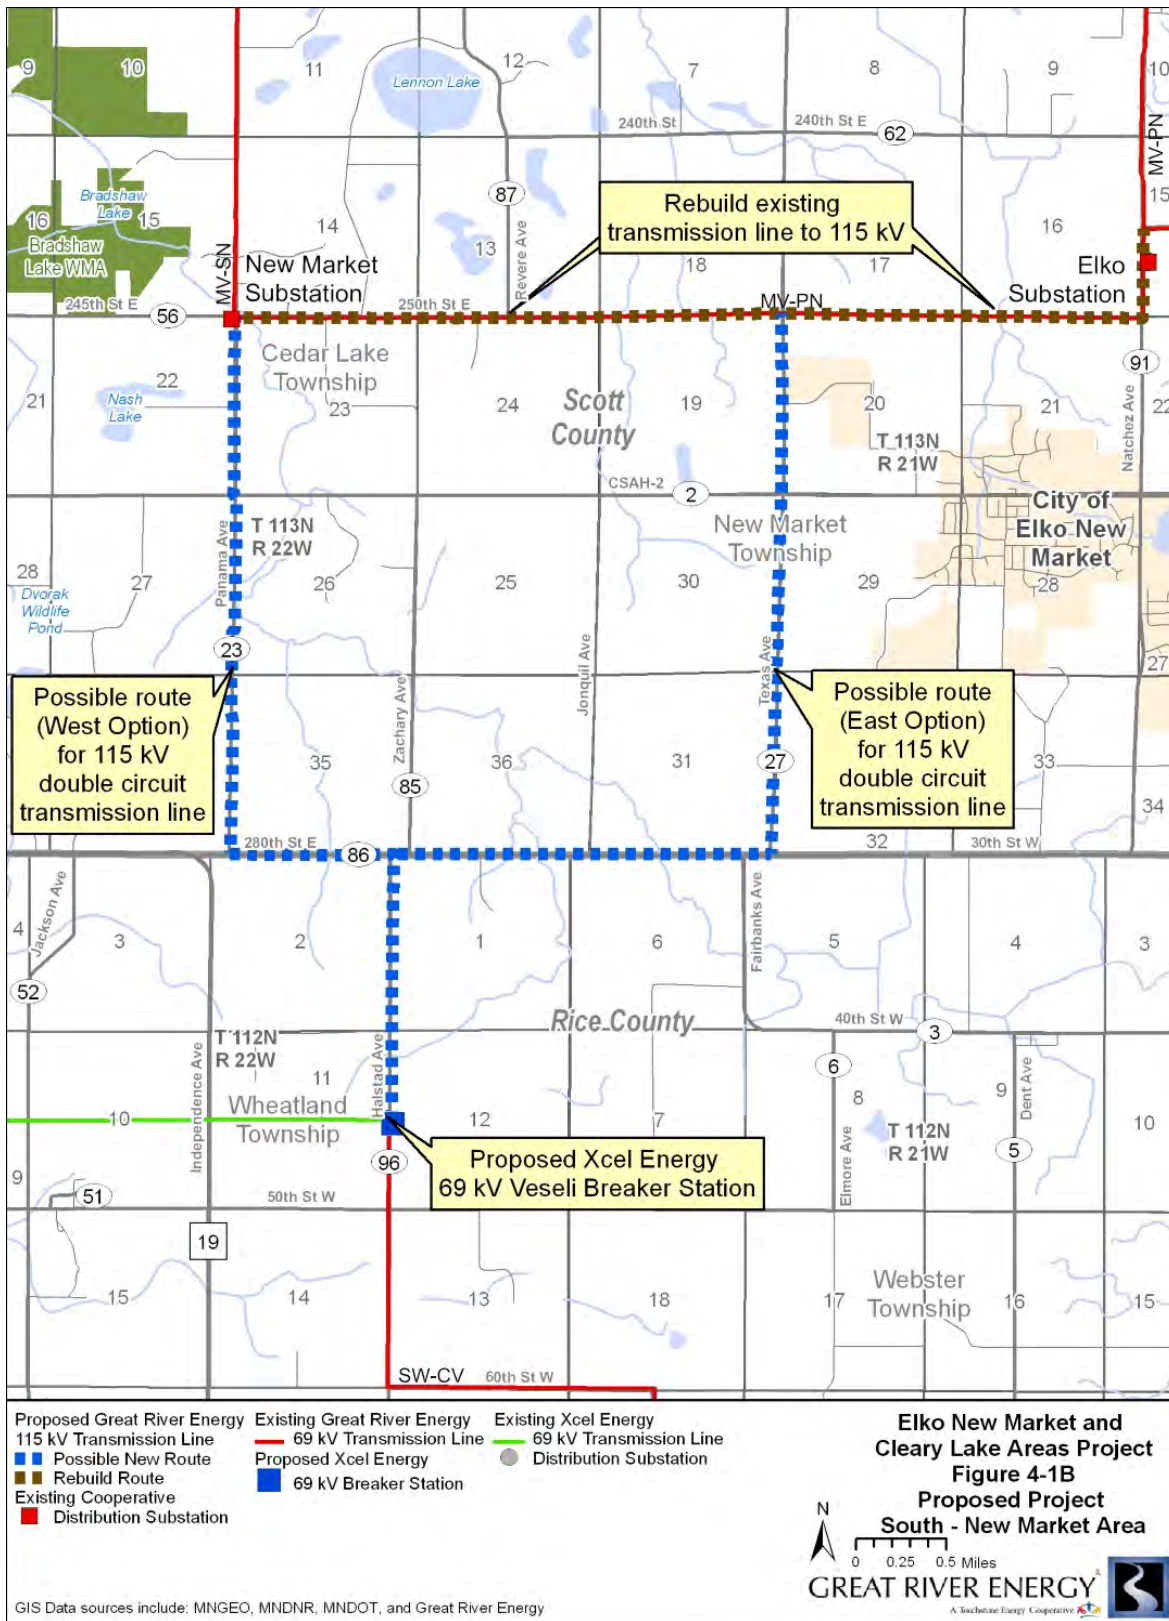 9
10
11
Lennon Lake
12
7
8
9
10
240th St
240th St E
62
MV-PN
Bradshaw
Lake
16
15
Bradshaw
Lake WMA
14
87
13
Revere Ave
Rebuild existing
transmission line to 115 kV
18
17
16
15
MV-SN
New Market
Substation
Elko
Substation
245th St E
56
250th St E
MV-PN
Cedar Lake
Township
21
22
Nash
Lake
23
24
Scott
County
19
20
21
91
22
Natchez Ave
T 113N
R 21W
CSAH-2
2
City of
Elko New
Market
New Market
Township
T 113N
R 22W
Panama Ave
28
27
26
25
30
29
28
27
Dvorak
Wildlife
Pond
23
Zachary Ave
Jonquil Ave
Texas Ave
Possible route
(West Option)
for 115 kV
double circuit
transmission line
Possible route
(East Option)
for 115 kV
double circuit
transmission line
35
36
31
27
33
34
85
280th St E
86
32
30th St W
Jackson Ave
4
3
2
1
6
Fairbanks Ave
5
4
3
52
Rice County
40th St W
3
T 112N
R 22W
Independence Ave
Halstad Ave
11
6
8
9
Dent Ave
10
Wheatland
Township
10
12
7
T 112N
R 21W
Elmore Ave
5
9
96
Proposed Xcel Energy
69 kV Veseli Breaker Station
51
50th St W
19
Webster
Township
15
14
13
18
17
16
15
SW-CV
60th St W
Proposed Great River Energy
115 kV Transmission Line
Possible New Route
Rebuild Route
Existing Cooperative
Distribution Substation
Existing Great River Energy
69 kV Transmission Line
Proposed Xcel Energy
69 kV Breaker Station
Existing Xcel Energy
69 kV Transmission Line
Distribution Substation
Elko New Market and
Cleary Lake Areas Project
Figure 4-1B
Proposed Project
South - New Market Area
N
0 0.25 0.5 Miles
GREAT RIVER ENERGY
A Touchstone Energy Cooperative
GIS Data sources include: MNGEO, MNDNR, MNDOT, and Great River Energy